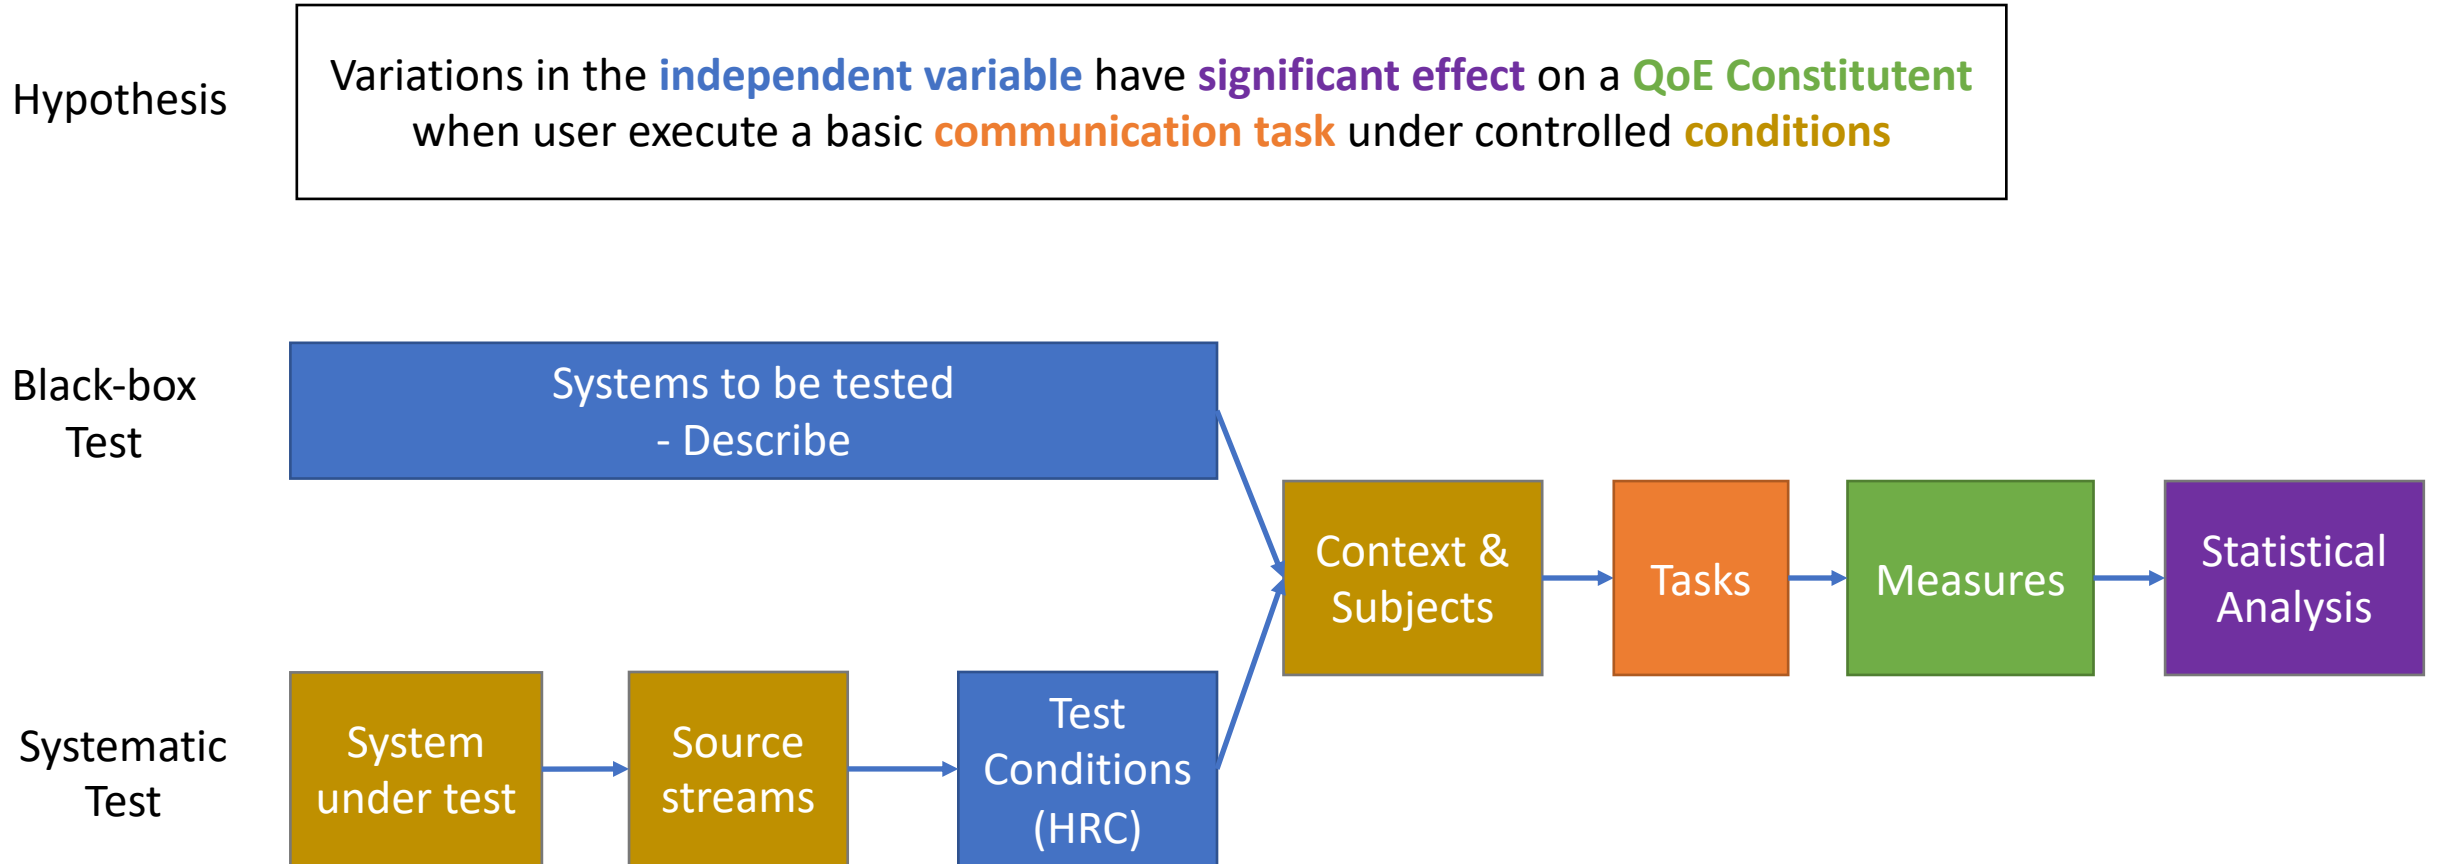 Hypothesis
Variations in the independent variable have significant effect on a QoE Constitutent
when user execute a basic communication task under controlled conditions
Black-box
Test
Systems to be tested
- Describe
Context &
Subjects
Tasks
Measures
Statistical
Analysis
Systematic
Test
System
under test
Source
streams
Test
Conditions
(HRC)